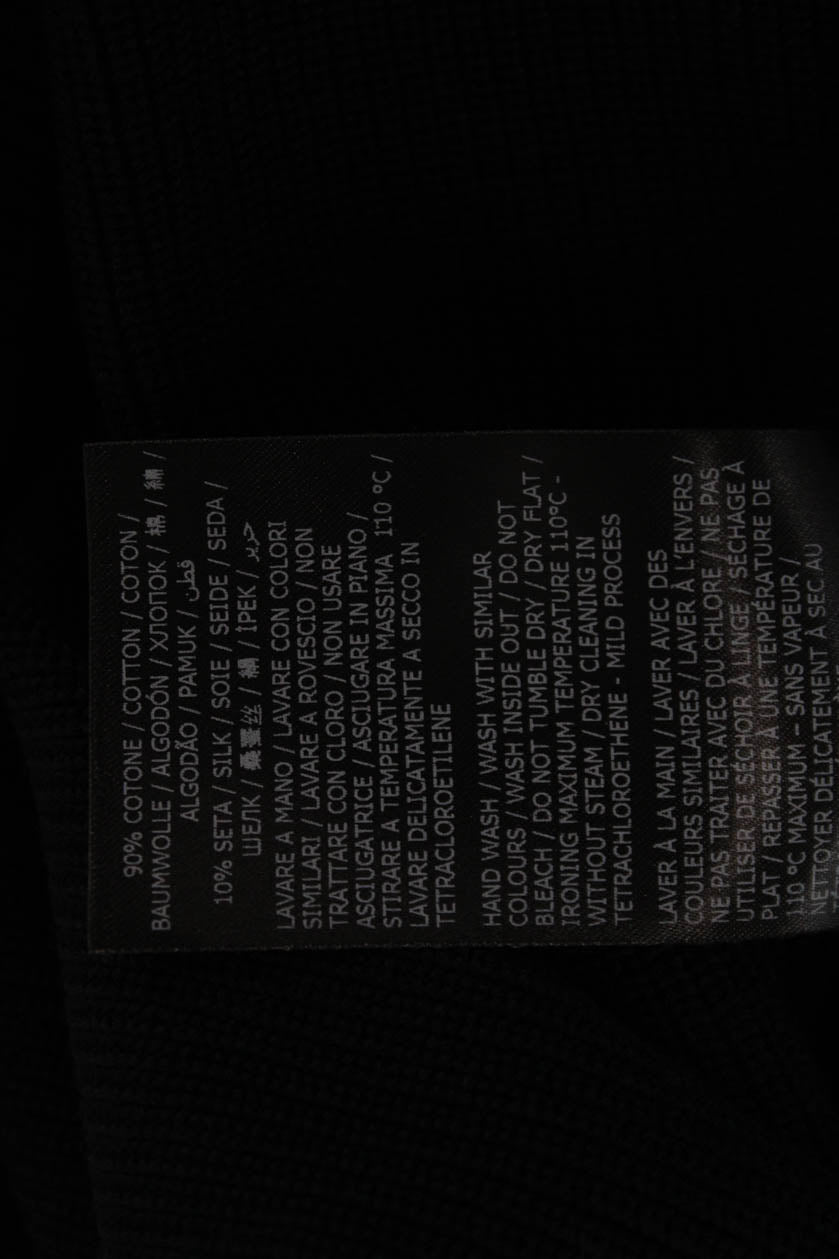 90% COTONE / COTTON / COTON /
BAUMWOLLE / ALGODÓN / ХЛОПОК / 棉 / 綿 /
ALGODÃO / PAMUK / قطن
10% SETA / SILK / SOIE / SEIDE / SEDA /
ШЕЛК / 桑蚕丝 / 絹 / İPEK / حرير
LAVARE A MANO / LAVARE CON COLORI
SIMILARI / LAVARE A ROVESCIO / NON
TRATTARE CON CLORO / NON USARE
ASCIUGATRICE / ASCIUGARE IN PIANO /
STIRARE A TEMPERATURA MASSIMA 110 °C /
LAVARE DELICATAMENTE A SECCO IN
TETRACLOROETILENE
HAND WASH / WASH WITH SIMILAR
COLOURS / WASH INSIDE OUT / DO NOT
BLEACH / DO NOT TUMBLE DRY / DRY FLAT /
IRONING MAXIMUM TEMPERATURE 110°C -
WITHOUT STEAM / DRY CLEANING IN
TETRACHLOROETHENE - MILD PROCESS
LAVER À LA MAIN / LAVER AVEC DES
COULEURS SIMILAIRES / LAVER À L'ENVERS /
NE PAS TRAITER AVEC DU CHLORE / NE PAS
UTILISER DE SÉCHOIR À LINGE / SÉCHAGE À
PLAT / REPASSER À UNE TEMPÉRATURE DE
110 °C MAXIMUM – SANS VAPEUR /
NETTOYER DÉLICATEMENT À SEC AU